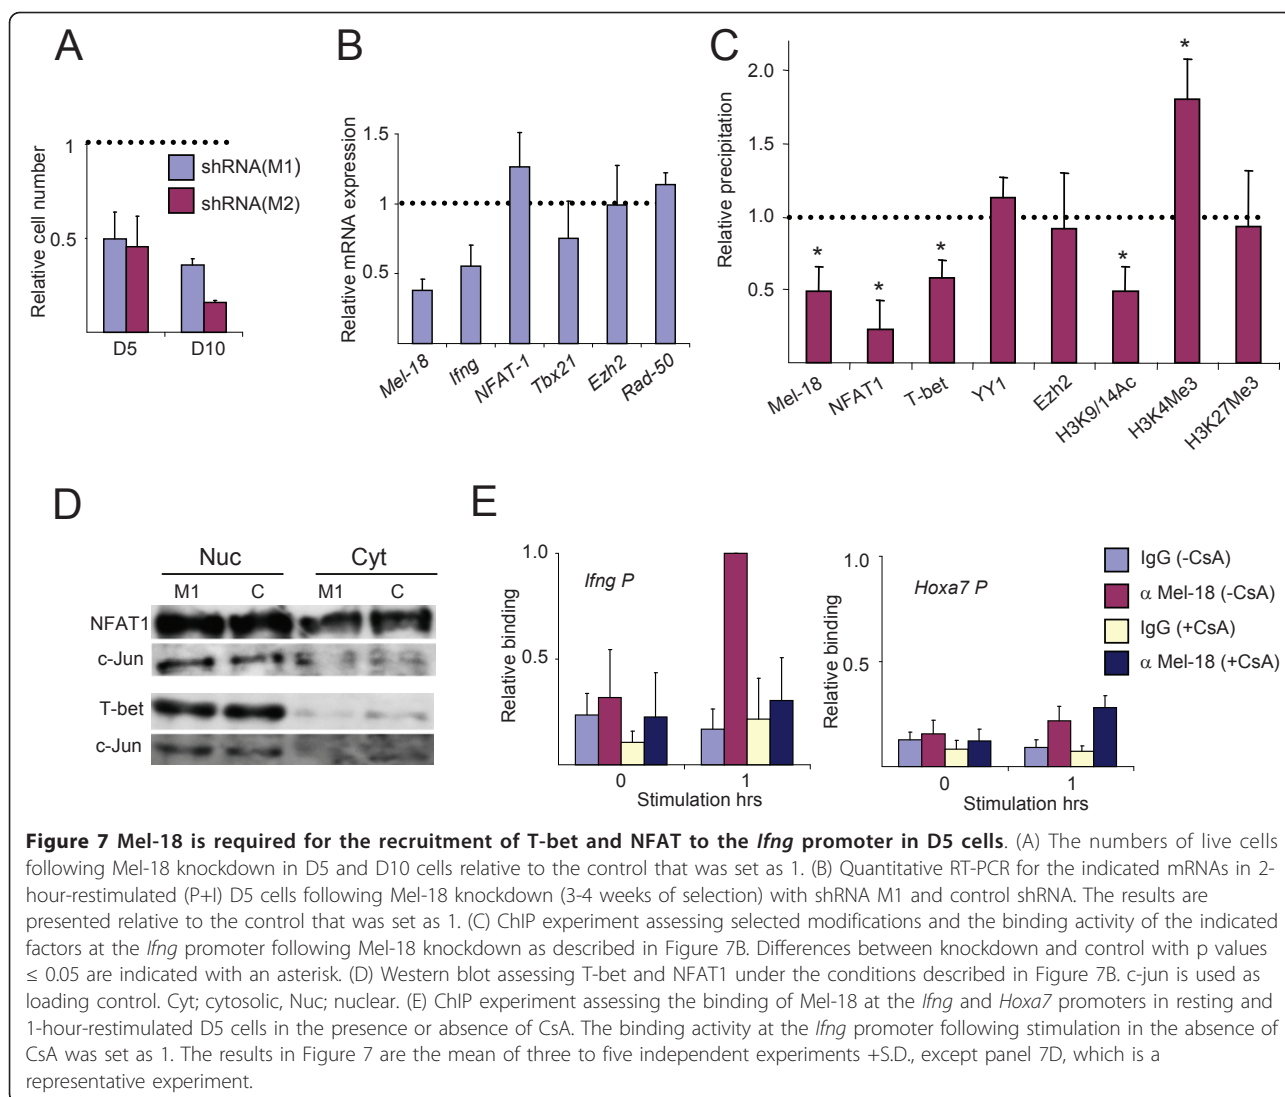 A
1
0.5
Relative cell number
shRNA(M1)
shRNA(M2)
D5 D10
B
1.5
1
0.5
Relative mRNA expression
Mel-18 Ifng NFAT-1 Tbx21 Ezh2 Rad-50
C
2.0
1.0
0.5
Relative precipitation
* * * * *
Mel-18 NFAT1 T-bet YY1 Ezh2 H3K9/14Ac H3K4Me3 H3K27Me3
D
Nuc Cyt
M1 C M1 C
NFAT1
c-Jun
T-bet
c-Jun
E
1.0
0.5
Relative binding
Ifng P
0 1
Stimulation hrs
1.0
0.5
Relative binding
Hoxa7 P
0 1
Stimulation hrs
IgG (-CsA)
α Mel-18 (-CsA)
IgG (+CsA)
α Mel-18 (+CsA)
Figure 7 Mel-18 is required for the recruitment of T-bet and NFAT to the Ifng promoter in D5 cells. (A) The numbers of live cells
following Mel-18 knockdown in D5 and D10 cells relative to the control that was set as 1. (B) Quantitative RT-PCR for the indicated mRNAs in 2-
hour-restimulated (P+I) D5 cells following Mel-18 knockdown (3-4 weeks of selection) with shRNA M1 and control shRNA. The results are
presented relative to the control that was set as 1. (C) ChIP experiment assessing selected modifications and the binding activity of the indicated
factors at the Ifng promoter following Mel-18 knockdown as described in Figure 7B. Differences between knockdown and control with p values
≤ 0.05 are indicated with an asterisk. (D) Western blot assessing T-bet and NFAT1 under the conditions described in Figure 7B. c-jun is used as
loading control. Cyt; cytosolic, Nuc; nuclear. (E) ChIP experiment assessing the binding of Mel-18 at the Ifng and Hoxa7 promoters in resting and
1-hour-restimulated D5 cells in the presence or absence of CsA. The binding activity at the Ifng promoter following stimulation in the absence of
CsA was set as 1. The results in Figure 7 are the mean of three to five independent experiments +S.D., except panel 7D, which is a
representative experiment.